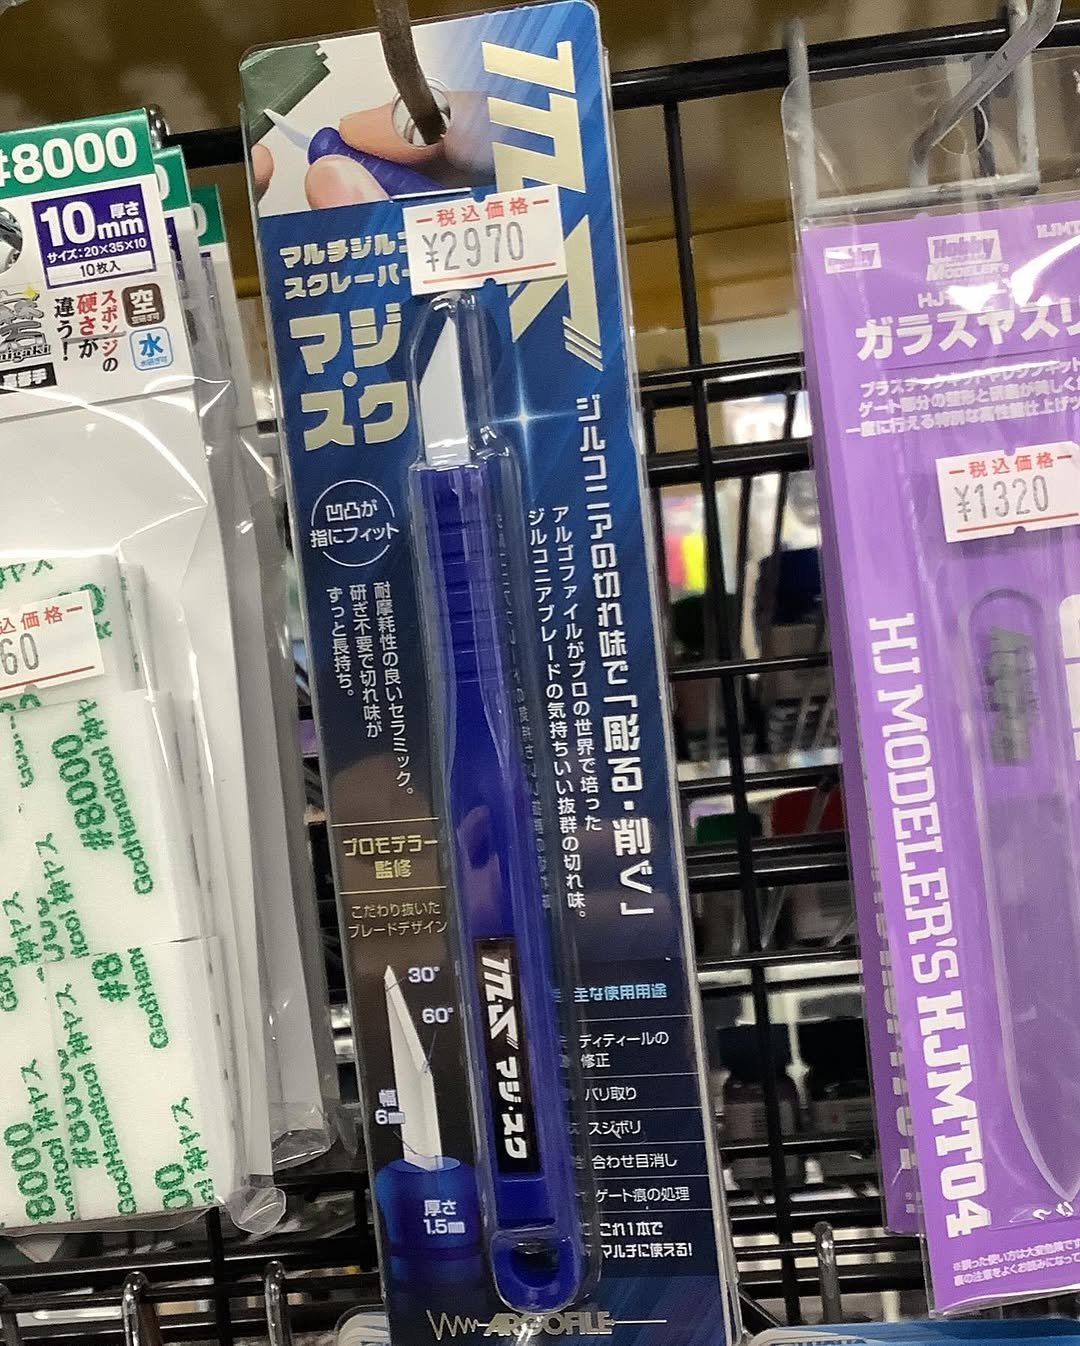 #8000
10mm
厚さ
サイズ:20×35×10
10枚入
スポンジの
硬さが
違う!
空
水
込価格
60
#8000
GodHand
#8000
税込価格
¥2970
スクレーパー
マジ・スク
凹凸が
指にフィット
耐摩耗性の良いセラミック。
研ぎ不要で切れ味が
ずっと長持ち。
ジルコニアの切れ味で「彫る・削ぐ」
アルゴファイルがプロの世界で培った
ジルコニアブレードの気持ちいい抜群の切れ味。
プロモデラー
監修
こだわり抜いた
ブレードデザイン
30°
60°
幅
6㎜
厚さ
1.5㎜
マジ・スク
主な使用用途
ディティールの
修正
バリ取り
スジボリ
合わせ目消し
ゲート痕の処理
これ1本で
マルチに使える!
ARGOFILE
Hobby
Hobby
MODELER's
ガラスヤスリ
税込価格
¥1320
HJ MODELER'S HJMT04